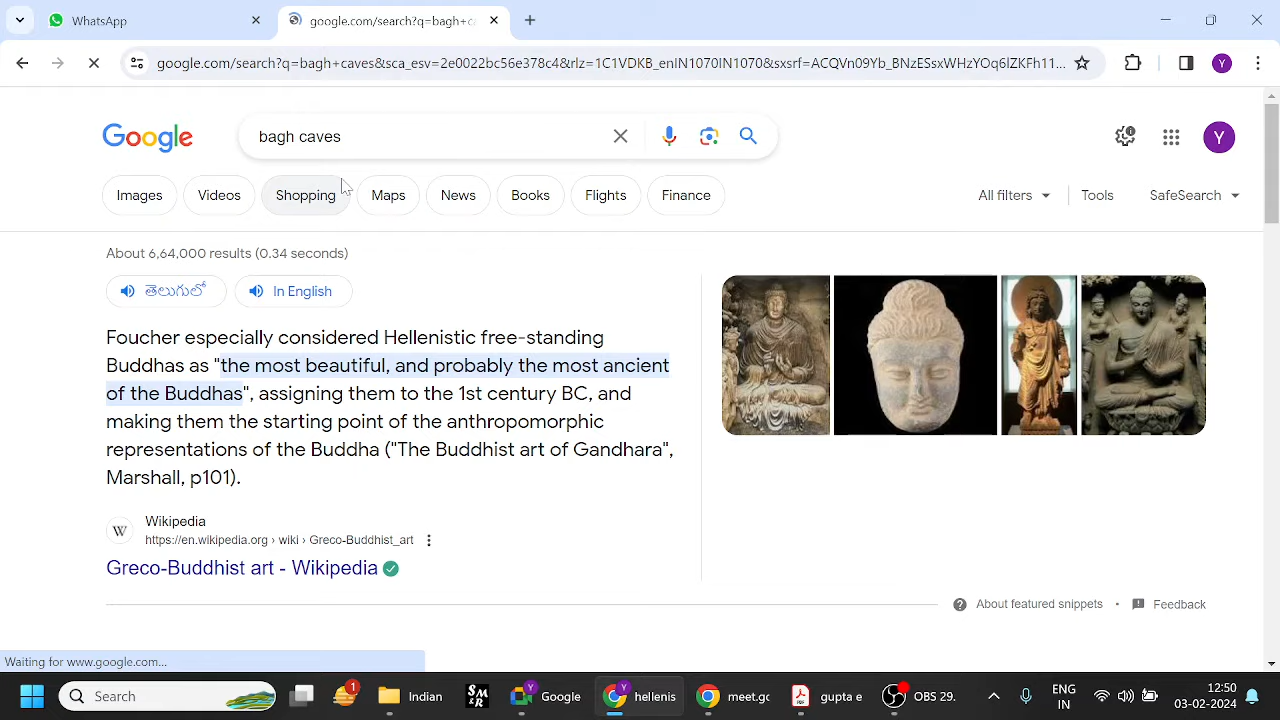 WhatsApp
google.com/search?q=bagh+ca
google.com/search?q=bagh+caves&sca_esv=2e0022bc56e378c4&rlz=1C1VDKB_enIN1070IN1070&sxsrf=ACQVn09Yb_BNzESsxWHzYOq6lZKFh11...
Y
Google
bagh caves
Y
Images
Videos
Shopping
Maps
News
Books
Flights
Finance
All filters
Tools
SafeSearch
About 6,64,000 results (0.34 seconds)
తెలుగులో
In English
Foucher especially considered Hellenistic free-standing
Buddhas as "the most beautiful, and probably the most ancient
of the Buddhas", assigning them to the 1st century BC, and
making them the starting point of the anthropomorphic
representations of the Buddha ("The Buddhist art of Gandhara",
Marshall, p101).
W
Wikipedia
https://en.wikipedia.org › wiki › Greco-Buddhist_art
Greco-Buddhist art - Wikipedia
About featured snippets
•
Feedback
Waiting for www.google.com...
Search
1
Indian
Y
Google
Y
hellenis
meet.go
gupta e
OBS 29.
ENG
IN
12:50
03-02-2024